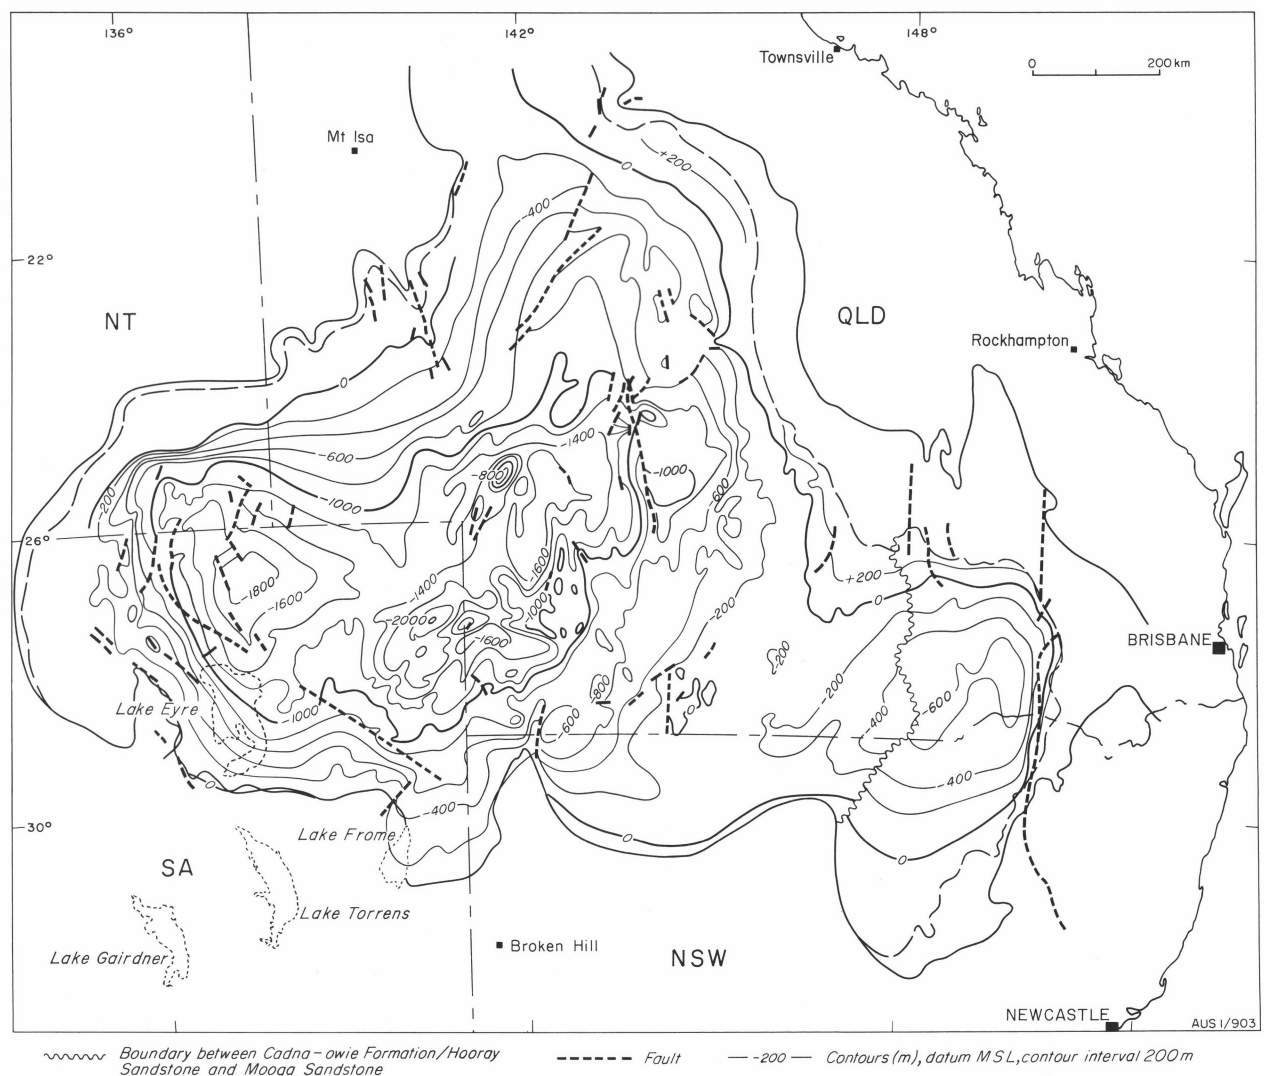 136°
142°
148°
Townsville
0 200 km
Mt Isa
+200
0
-400
22°
NT
QLD
Rockhampton
0
-1400
-600
-800
-1000
-200
-1000
-600
26°
-1600
-1800
-1400
+200
-1600
-1000
0
-200
-2000
-1600
BRISBANE
-200
-800
-200
Lake Eyre
-1000
0
-600
-400
-600
-400
0
-400
30°
Lake Frome
0
0
SA
Lake Torrens
Broken Hill
Lake Gairdner
NSW
NEWCASTLE
AUS 1/903
Boundary between Cadna-owie Formation/Hooray
Sandstone and Mooga Sandstone
Fault
-200
Contours (m), datum MSL, contour interval 200 m